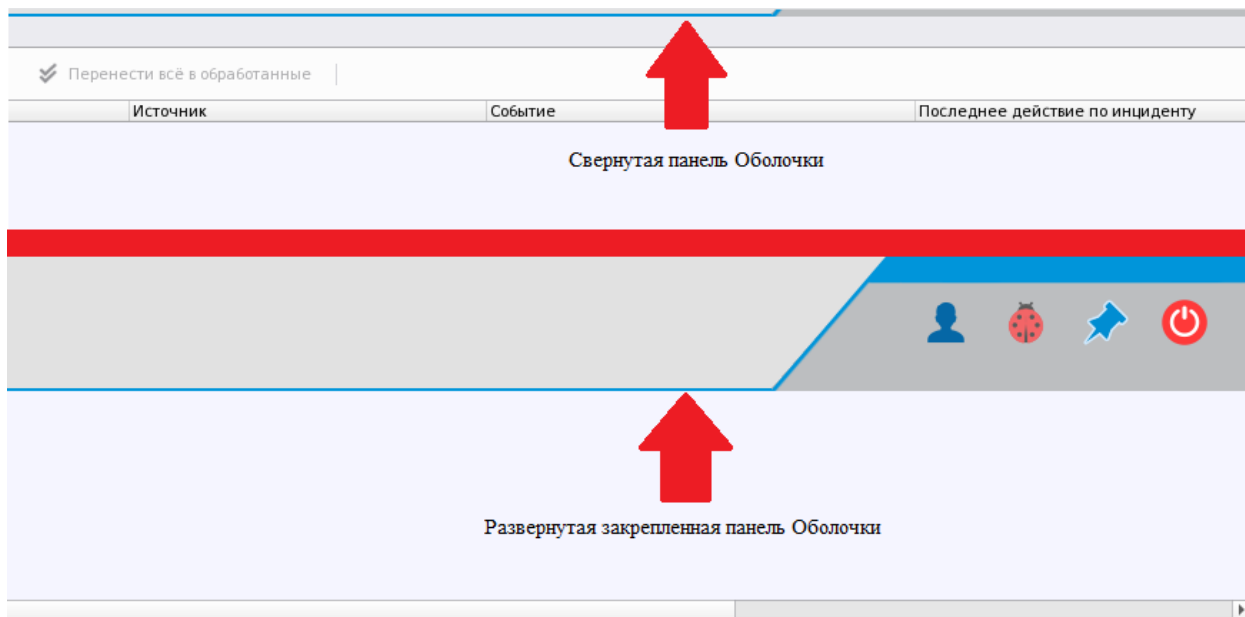 Перенести всё в обработанные
Источник Событие Последнее действие по инциденту
Свернутая панель Оболочки
Развернутая закрепленная панель Оболочки